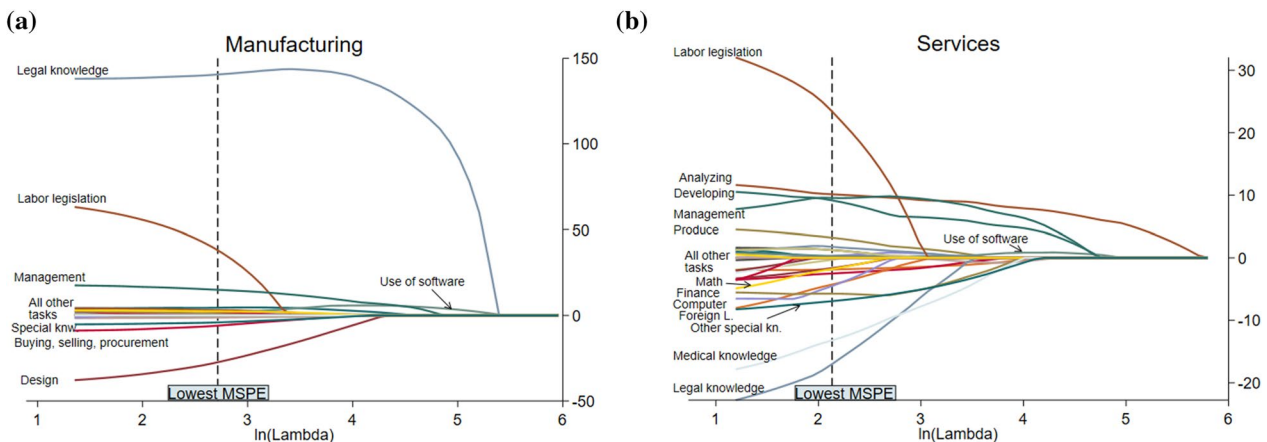 (a)
Manufacturing
Legal knowledge
Labor legislation
Management
Use of software
All other
tasks
Special knw.
Buying, selling, procurement
Design
Lowest MSPE
150
100
50
0
-50
1 2 3 4 5 6
ln(Lambda)
(b)
Services
Labor legislation
Analyzing
Developing
Management
Produce
Use of software
All other
tasks
Math
Finance
Computer
Foreign L.
Other special kn.
Medical knowledge
Legal knowledge
Lowest MSPE
30
20
10
0
-10
-20
1 2 3 4 5 6
ln(Lambda)